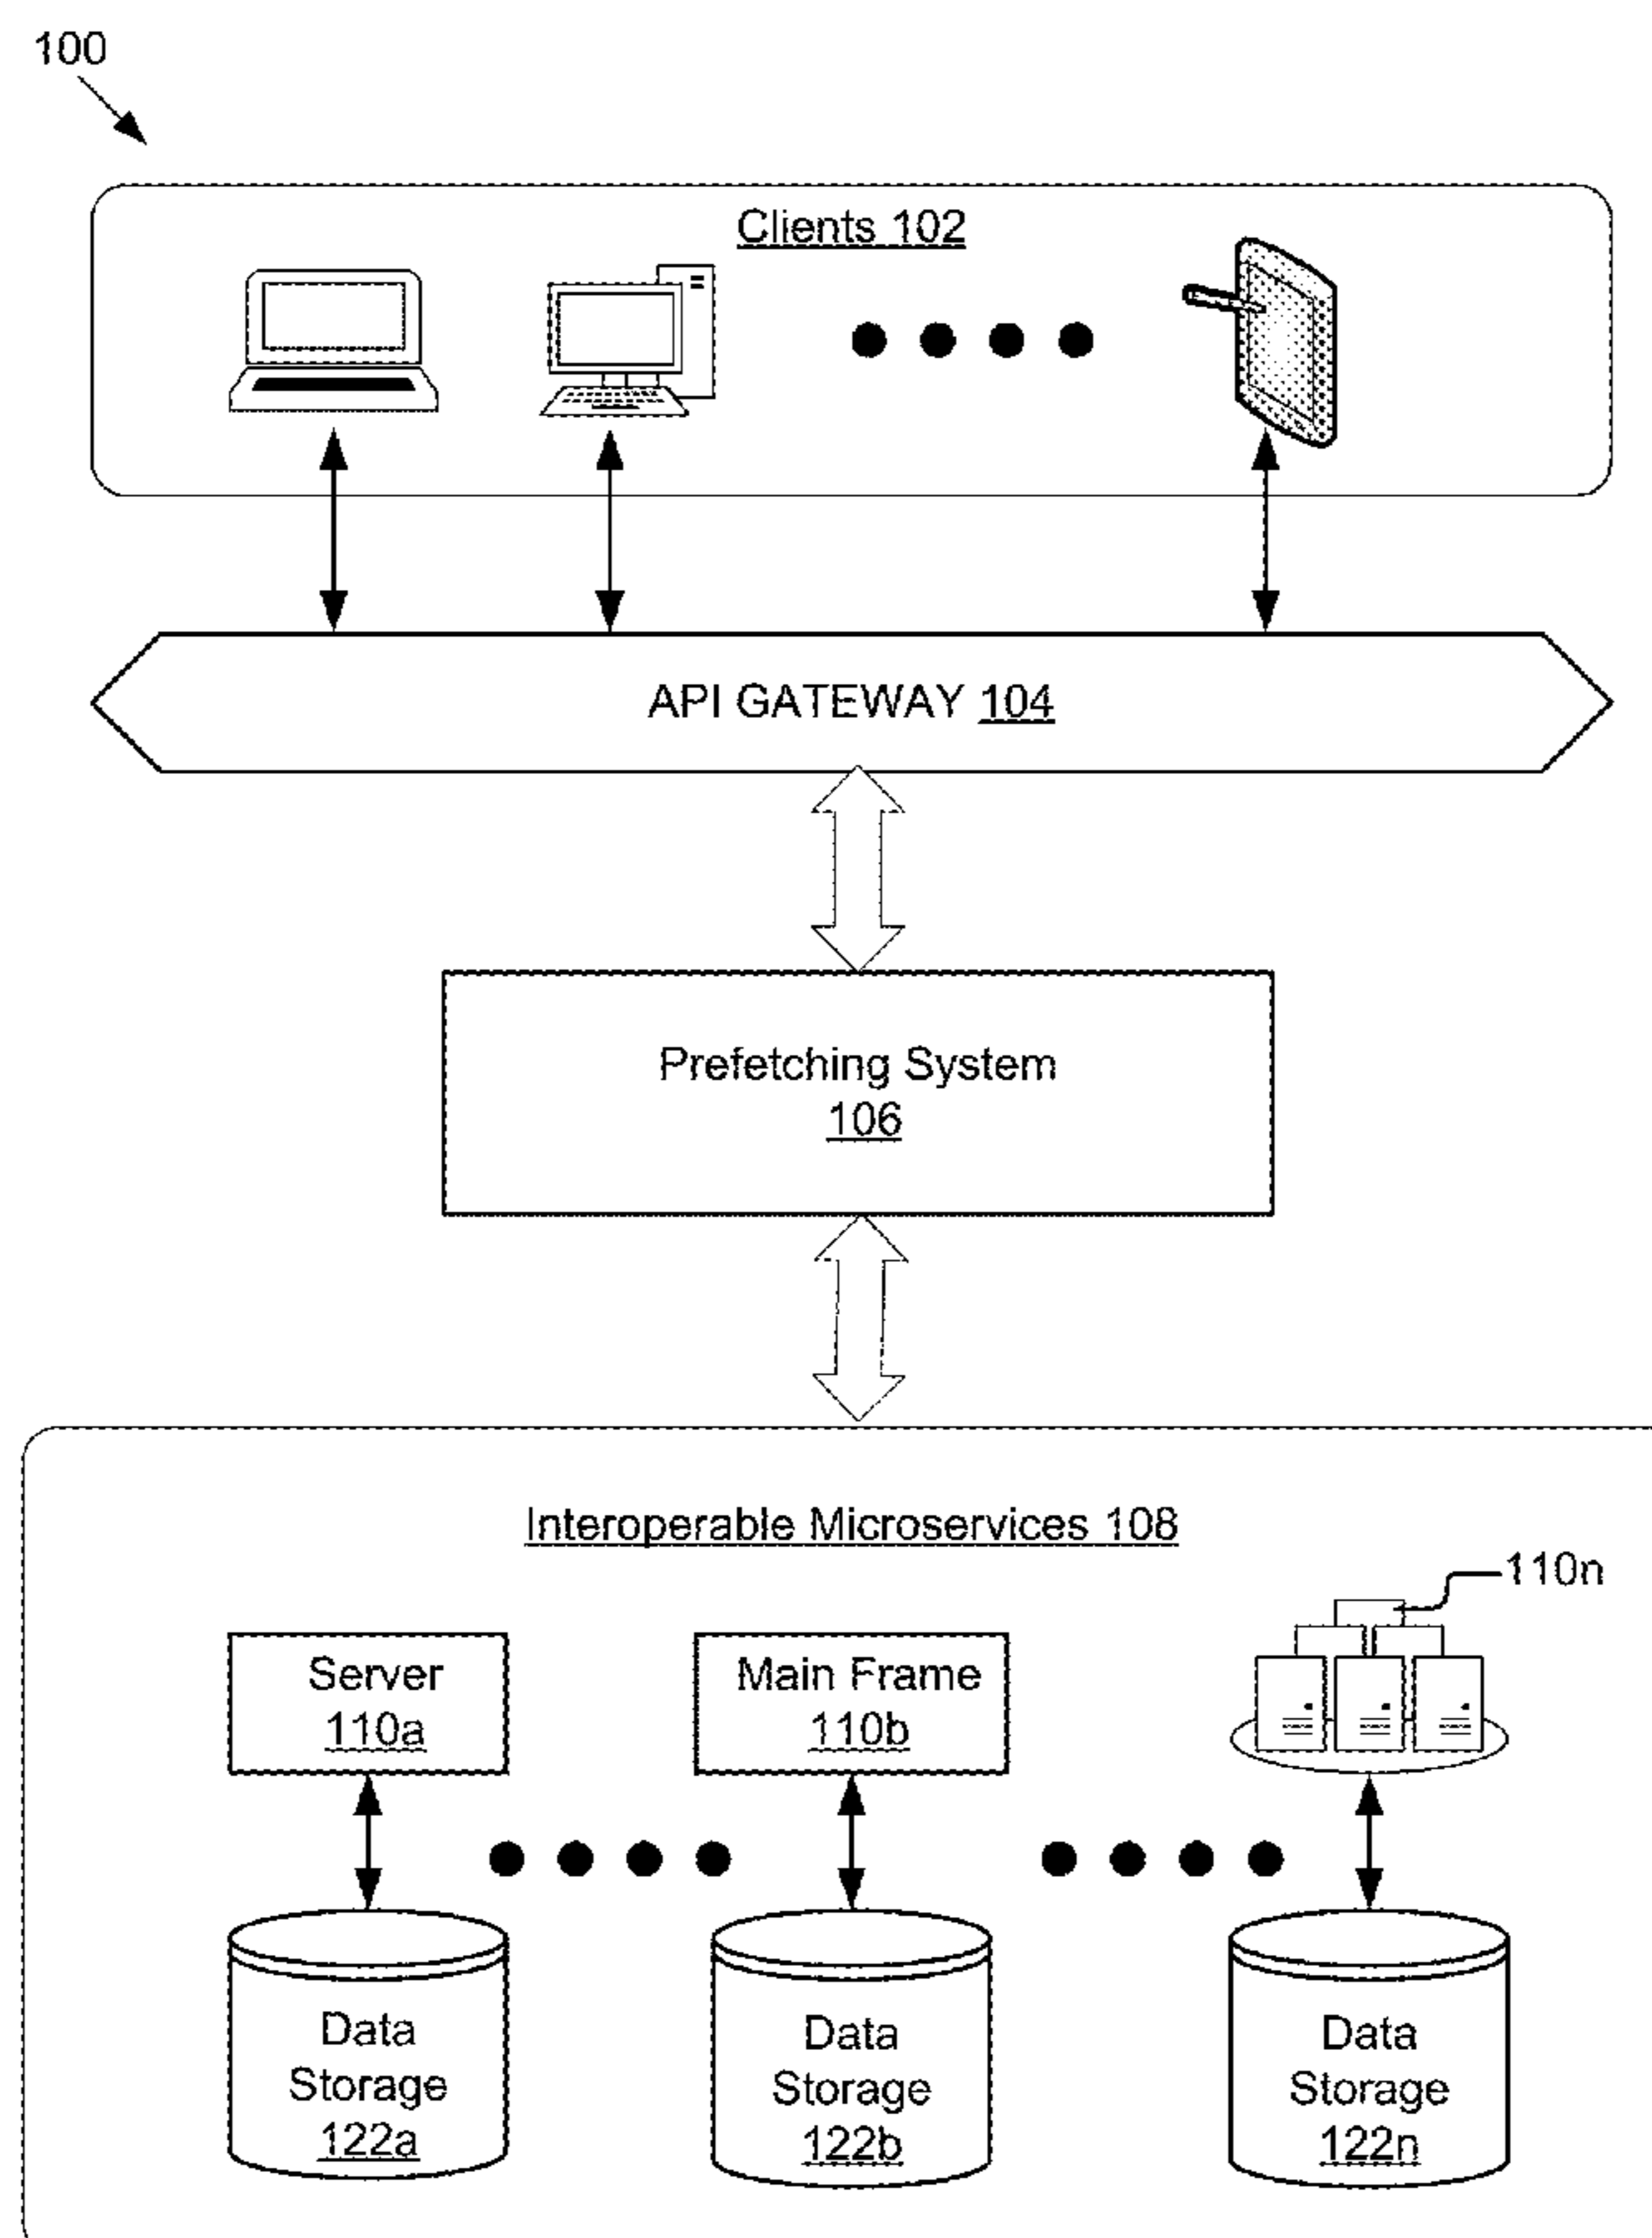 100
Clients 102
API GATEWAY 104
Prefetching System
106
Interoperable Microservices 108
110n
Server
110a
Main Frame
110b
Data
Storage
122a
Data
Storage
122b
Data
Storage
122n